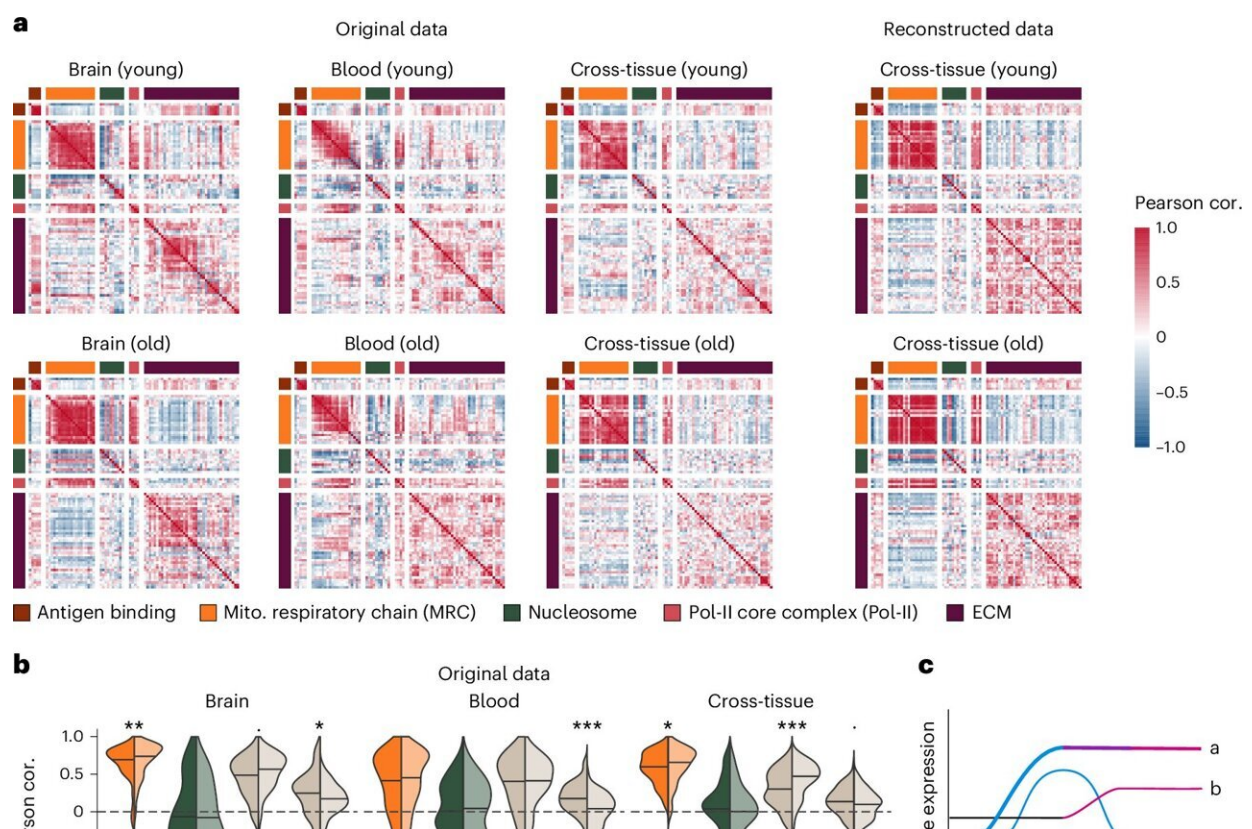 a
Original data
Reconstructed data
Brain (young)
Blood (young)
Cross-tissue (young)
Cross-tissue (young)
Pearson cor.
1.0
0.5
0
−0.5
−1.0
Brain (old)
Blood (old)
Cross-tissue (old)
Cross-tissue (old)
Antigen binding
Mito. respiratory chain (MRC)
Nucleosome
Pol-II core complex (Pol-II)
ECM
b
Original data
Brain
Blood
Cross-tissue
** . * *** * *** .
1.0
0.5
0
cor.
c
expression
a
b